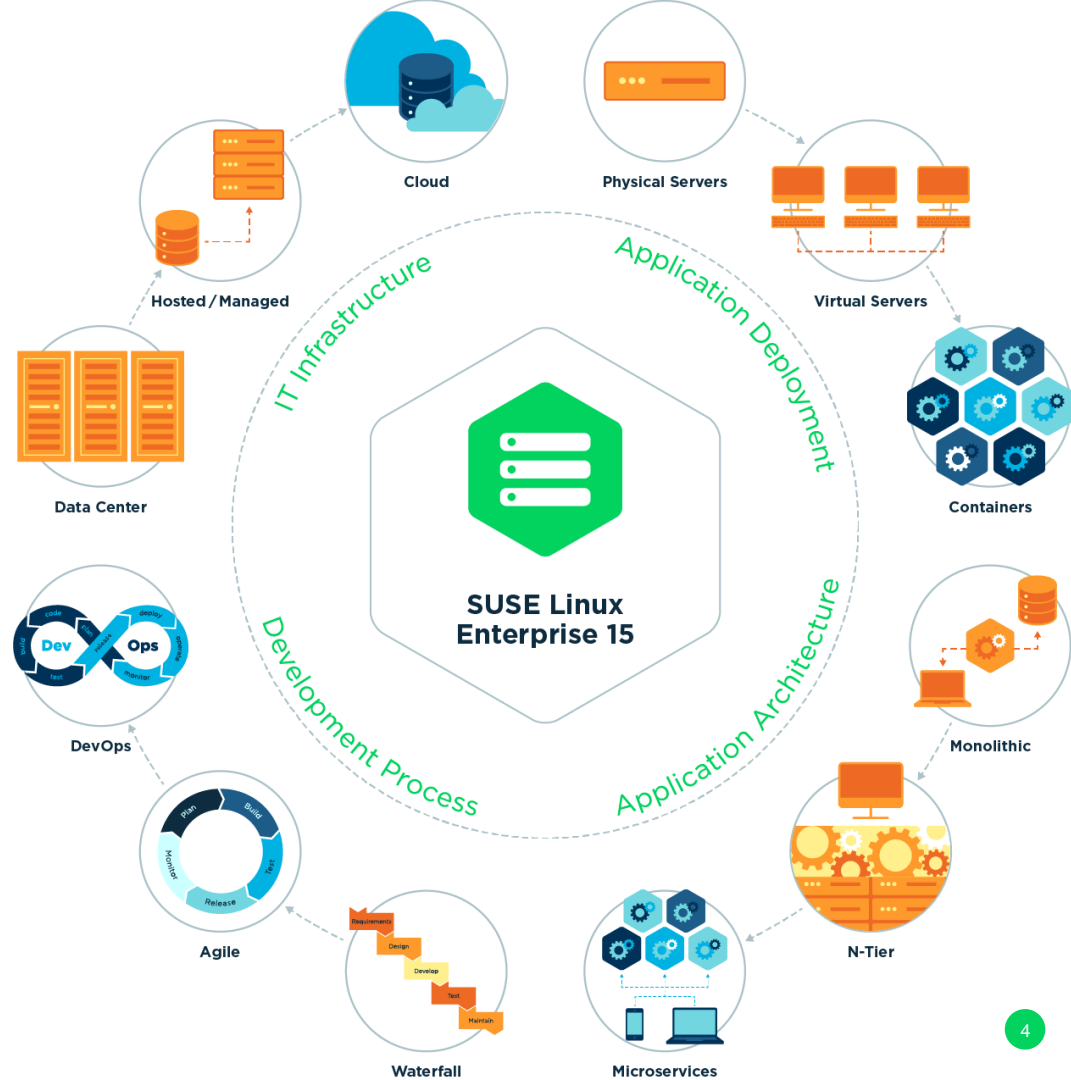 Cloud
Physical Servers
Hosted / Managed
Virtual Servers
IT Infrastructure
Application Deployment
Data Center
Containers
SUSE Linux
Enterprise 15
Development Process
Application Architecture
code
plan
build
test
Dev
release
deploy
operate
monitor
Ops
DevOps
Monolithic
Plan
Build
Test
Release
Monitor
Agile
N-Tier
Requirements
Design
Develop
Test
Maintain
Waterfall
Microservices
4